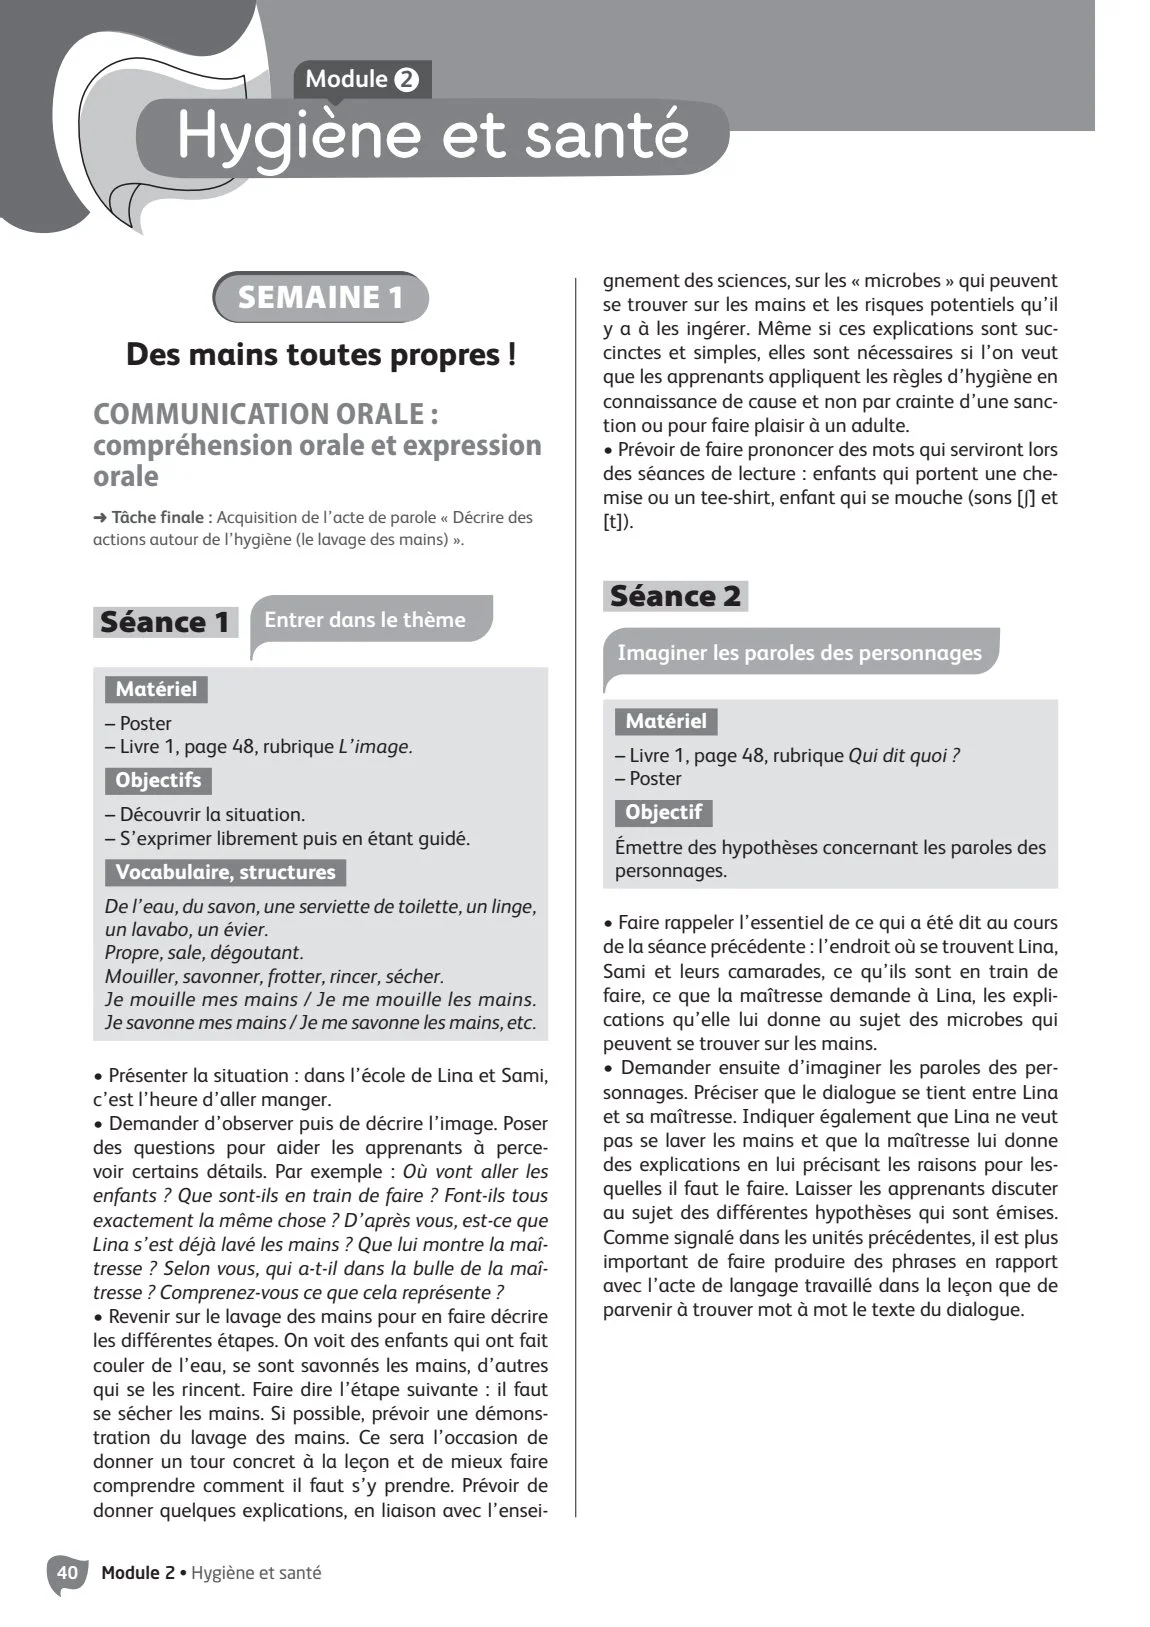 Module 2
Hygiène et santé
SEMAINE 1
Des mains toutes propres !
COMMUNICATION ORALE :
compréhension orale et expression
orale
➜ Tâche finale : Acquisition de l’acte de parole « Décrire des
actions autour de l’hygiène (le lavage des mains) ».
Séance 1
Entrer dans le thème
Matériel
– Poster
– Livre 1, page 48, rubrique L’image.
Objectifs
– Découvrir la situation.
– S’exprimer librement puis en étant guidé.
Vocabulaire, structures
De l’eau, du savon, une serviette de toilette, un linge,
un lavabo, un évier.
Propre, sale, dégoutant.
Mouiller, savonner, frotter, rincer, sécher.
Je mouille mes mains / Je me mouille les mains.
Je savonne mes mains / Je me savonne les mains, etc.
• Présenter la situation : dans l’école de Lina et Sami,
c’est l’heure d’aller manger.
• Demander d’observer puis de décrire l’image. Poser
des questions pour aider les apprenants à perce-
voir certains détails. Par exemple : Où vont aller les
enfants ? Que sont-ils en train de faire ? Font-ils tous
exactement la même chose ? D’après vous, est-ce que
Lina s’est déjà lavé les mains ? Que lui montre la maî-
tresse ? Selon vous, qui a-t-il dans la bulle de la maî-
tresse ? Comprenez-vous ce que cela représente ?
• Revenir sur le lavage des mains pour en faire décrire
les différentes étapes. On voit des enfants qui ont fait
couler de l’eau, se sont savonnés les mains, d’autres
qui se les rincent. Faire dire l’étape suivante : il faut
se sécher les mains. Si possible, prévoir une démons-
tration du lavage des mains. Ce sera l’occasion de
donner un tour concret à la leçon et de mieux faire
comprendre comment il faut s’y prendre. Prévoir de
donner quelques explications, en liaison avec l’ensei-
gnement des sciences, sur les « microbes » qui peuvent
se trouver sur les mains et les risques potentiels qu’il
y a à les ingérer. Même si ces explications sont suc-
cinctes et simples, elles sont nécessaires si l’on veut
que les apprenants appliquent les règles d’hygiène en
connaissance de cause et non par crainte d’une sanc-
tion ou pour faire plaisir à un adulte.
• Prévoir de faire prononcer des mots qui serviront lors
des séances de lecture : enfants qui portent une che-
mise ou un tee-shirt, enfant qui se mouche (sons [ʃ] et
[t]).
Séance 2
Imaginer les paroles des personnages
Matériel
– Livre 1, page 48, rubrique Qui dit quoi ?
– Poster
Objectif
Émettre des hypothèses concernant les paroles des
personnages.
• Faire rappeler l’essentiel de ce qui a été dit au cours
de la séance précédente : l’endroit où se trouvent Lina,
Sami et leurs camarades, ce qu’ils sont en train de
faire, ce que la maîtresse demande à Lina, les expli-
cations qu’elle lui donne au sujet des microbes qui
peuvent se trouver sur les mains.
• Demander ensuite d’imaginer les paroles des per-
sonnages. Préciser que le dialogue se tient entre Lina
et sa maîtresse. Indiquer également que Lina ne veut
pas se laver les mains et que la maîtresse lui donne
des explications en lui précisant les raisons pour les-
quelles il faut le faire. Laisser les apprenants discuter
au sujet des différentes hypothèses qui sont émises.
Comme signalé dans les unités précédentes, il est plus
important de faire produire des phrases en rapport
avec l’acte de langage travaillé dans la leçon que de
parvenir à trouver mot à mot le texte du dialogue.
40 Module 2 • Hygiène et santé